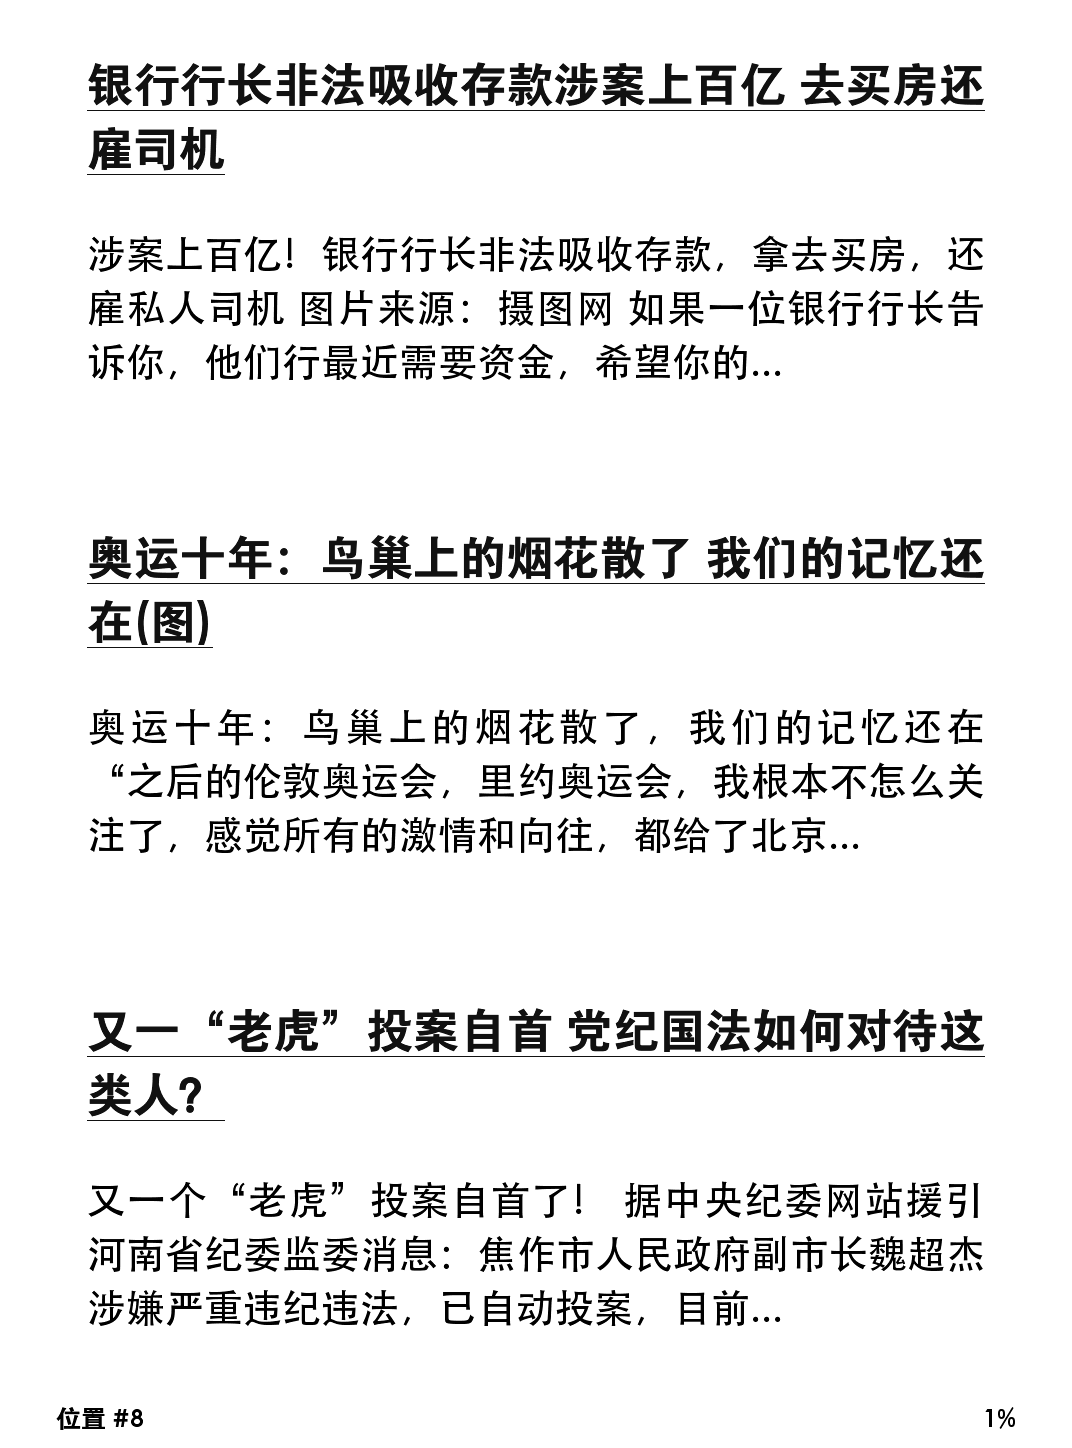 银行行长非法吸收存款涉案上百亿 去买房还
雇司机
涉案上百亿！银行行长非法吸收存款，拿去买房，还
雇私人司机 图片来源：摄图网 如果一位银行行长告
诉你，他们行最近需要资金，希望你的...
奥运十年：鸟巢上的烟花散了 我们的记忆还
在(图)
奥运十年：鸟巢上的烟花散了，我们的记忆还在
“之后的伦敦奥运会，里约奥运会，我根本不怎么关
注了，感觉所有的激情和向往，都给了北京...
又一“老虎”投案自首 党纪国法如何对待这
类人？
又一个“老虎”投案自首了！ 据中央纪委网站援引
河南省纪委监委消息：焦作市人民政府副市长魏超杰
涉嫌严重违纪违法，已自动投案，目前...
位置 #8
1%